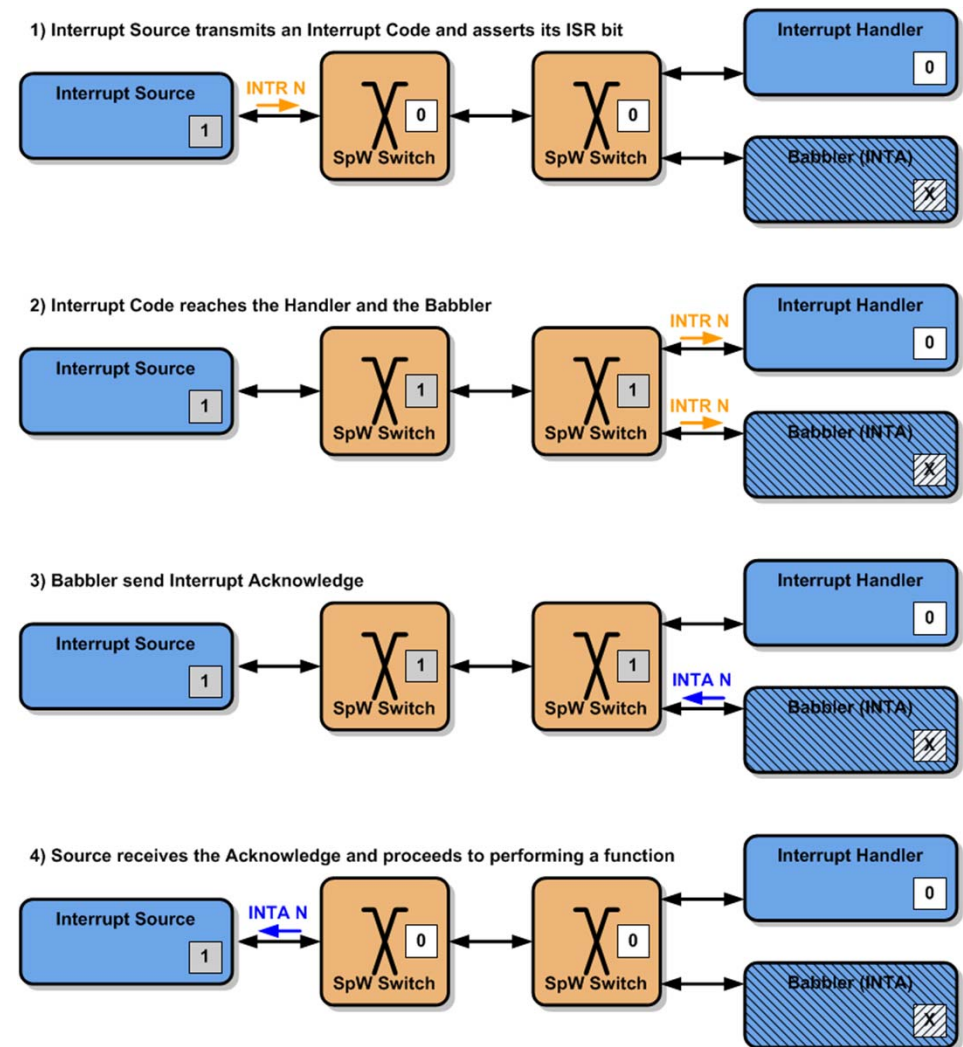 1) Interrupt Source transmits an Interrupt Code and asserts its ISR bit
Interrupt Handler
0
Interrupt Source
1
INTR N
0
SpW Switch
0
SpW Switch
Babbler (INTA)
X
2) Interrupt Code reaches the Handler and the Babbler
Interrupt Handler
0
INTR N
Interrupt Source
1
1
SpW Switch
1
SpW Switch
INTR N
Babbler (INTA)
X
3) Babbler send Interrupt Acknowledge
Interrupt Handler
0
Interrupt Source
1
1
SpW Switch
1
SpW Switch
INTA N
Babbler (INTA)
X
4) Source receives the Acknowledge and proceeds to performing a function
Interrupt Handler
0
Interrupt Source
1
INTA N
0
SpW Switch
0
SpW Switch
Babbler (INTA)
X